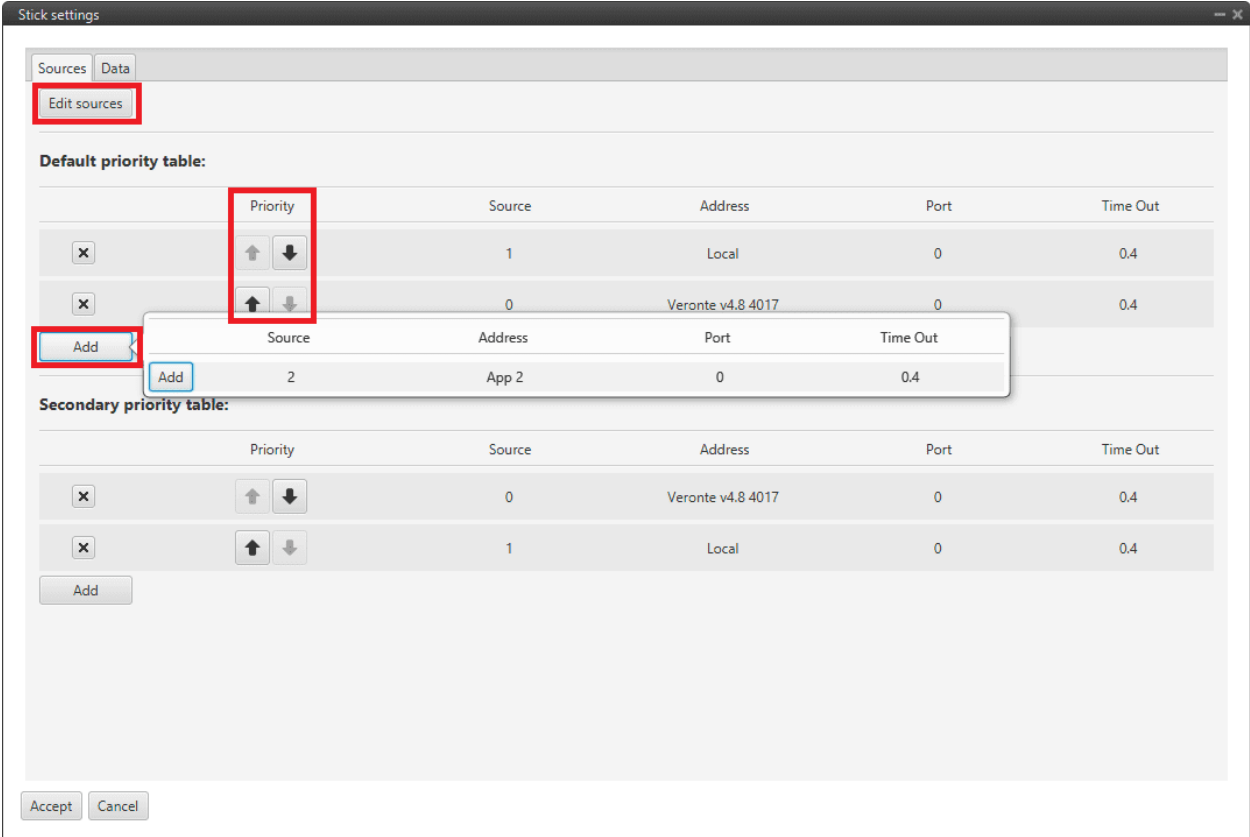 Stick settings
Sources Data
Edit sources
Default priority table:
Priority Source Address Port Time Out
1 Local 0 0.4
0 Veronte v4.8 4017 0 0.4
Add
Source Address Port Time Out
Add 2 App 2 0 0.4
Secondary priority table:
Priority Source Address Port Time Out
0 Veronte v4.8 4017 0 0.4
1 Local 0 0.4
Add
Accept Cancel